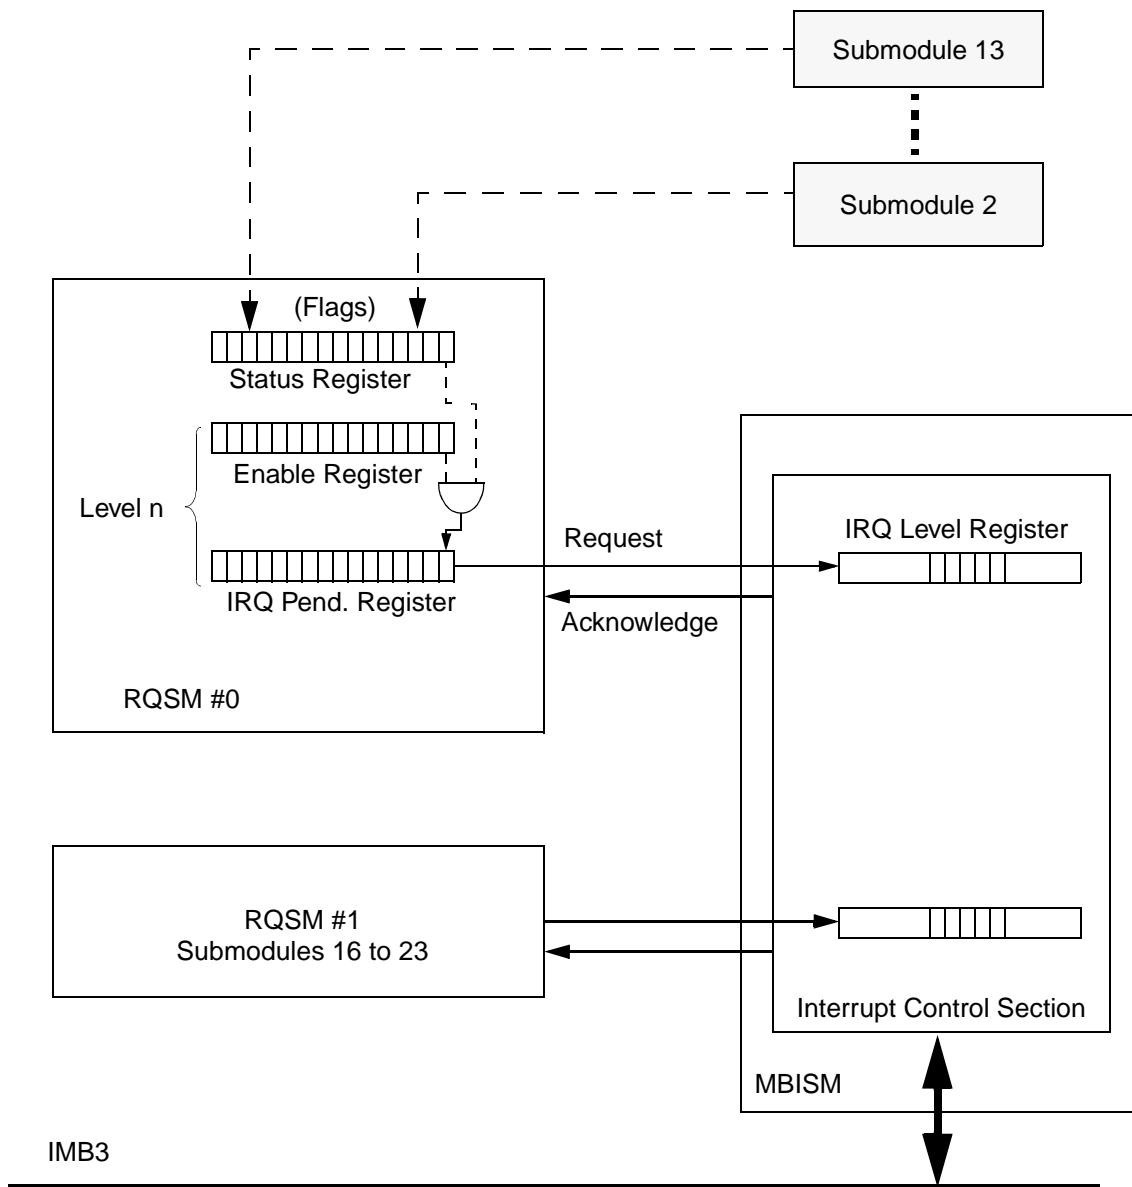 Submodule 13
Submodule 2
(Flags)
Status Register
Enable Register
Level n
IRQ Pend. Register
RQSM #0
Request
Acknowledge
IRQ Level Register
RQSM #1
Submodules 16 to 23
Interrupt Control Section
MBISM
IMB3